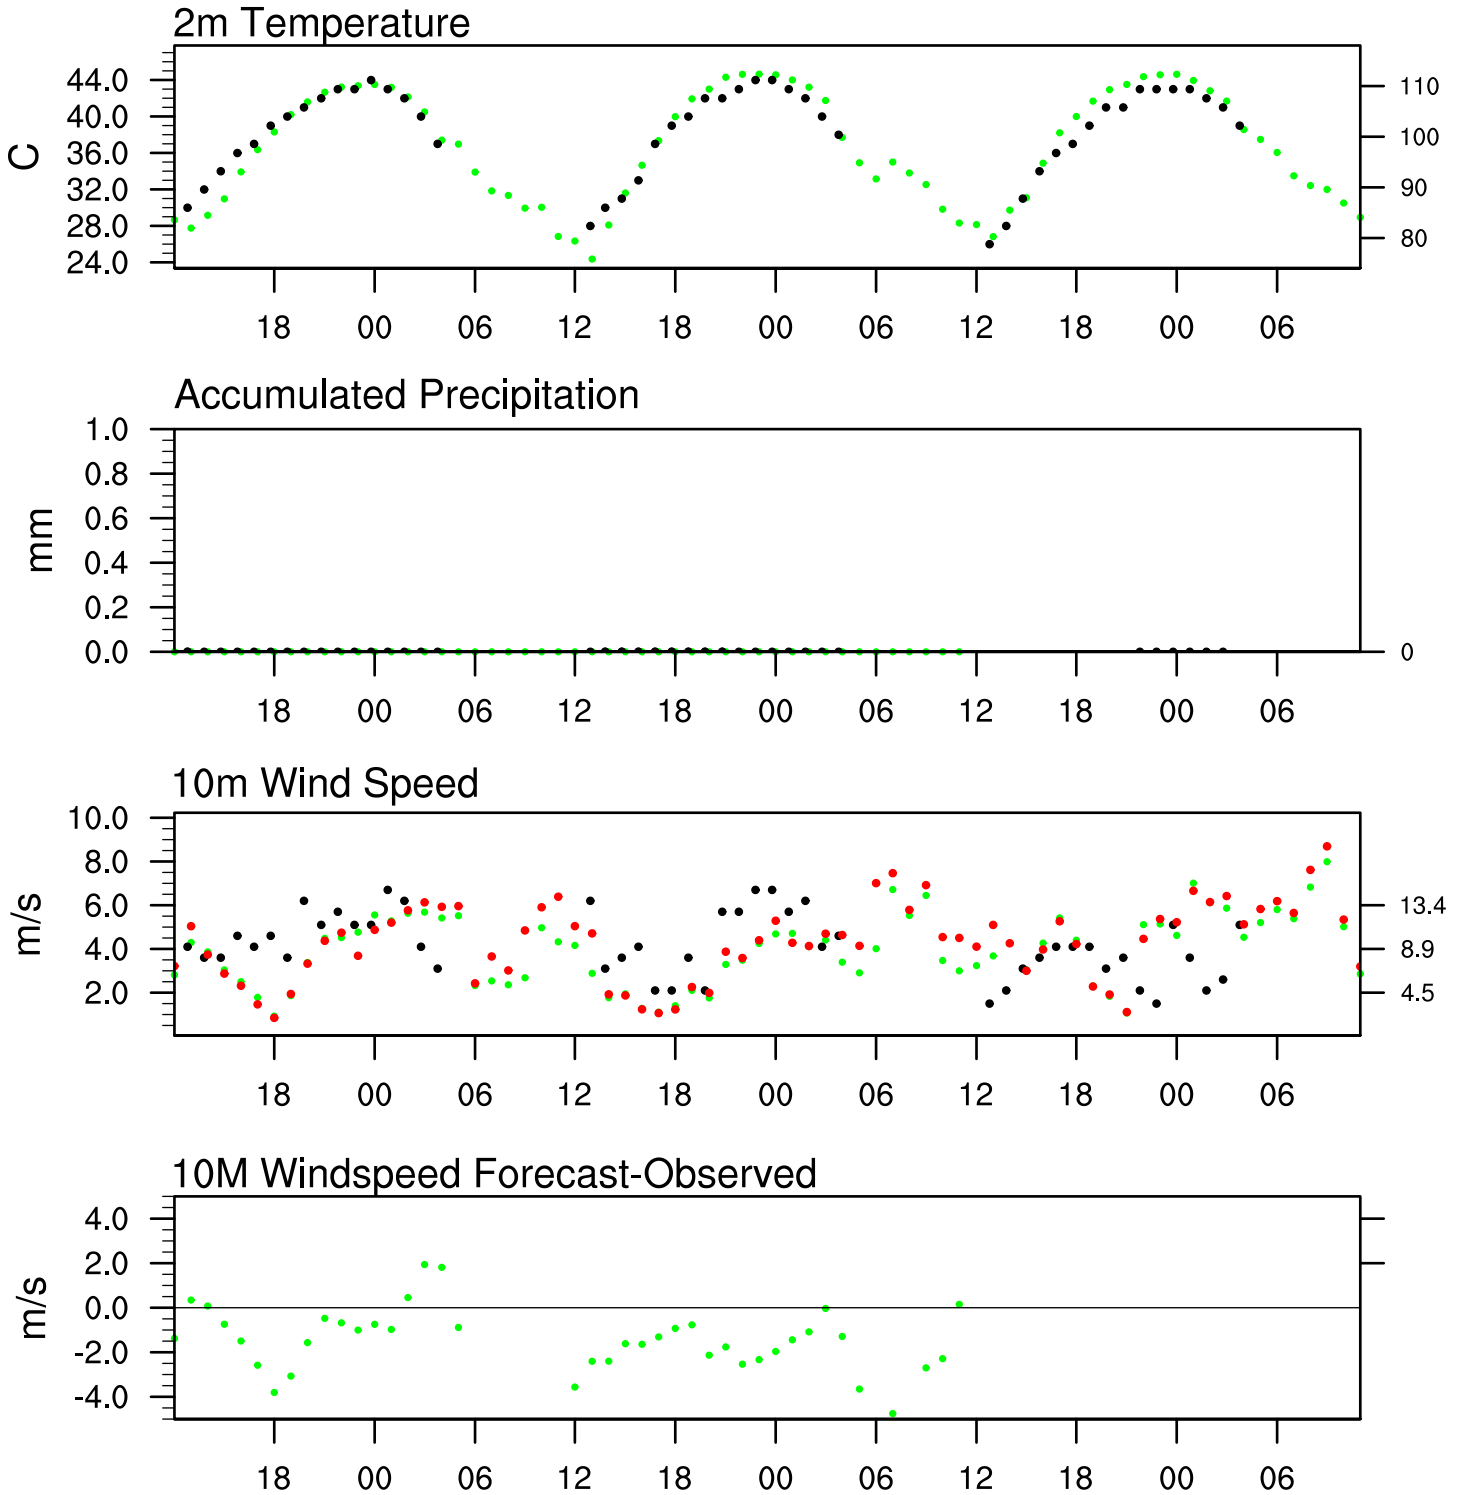 2m Temperature
44.0
40.0
36.0
32.0
28.0
24.0
C
110
100
90
80
18 00 06 12 18 00 06 12 18 00 06
Accumulated Precipitation
1.0
0.8
0.6
0.4
0.2
0.0
mm
0
18 00 06 12 18 00 06 12 18 00 06
10m Wind Speed
10.0
8.0
6.0
4.0
2.0
m/s
13.4
8.9
4.5
18 00 06 12 18 00 06 12 18 00 06
10M Windspeed Forecast-Observed
4.0
2.0
0.0
-2.0
-4.0
m/s
18 00 06 12 18 00 06 12 18 00 06